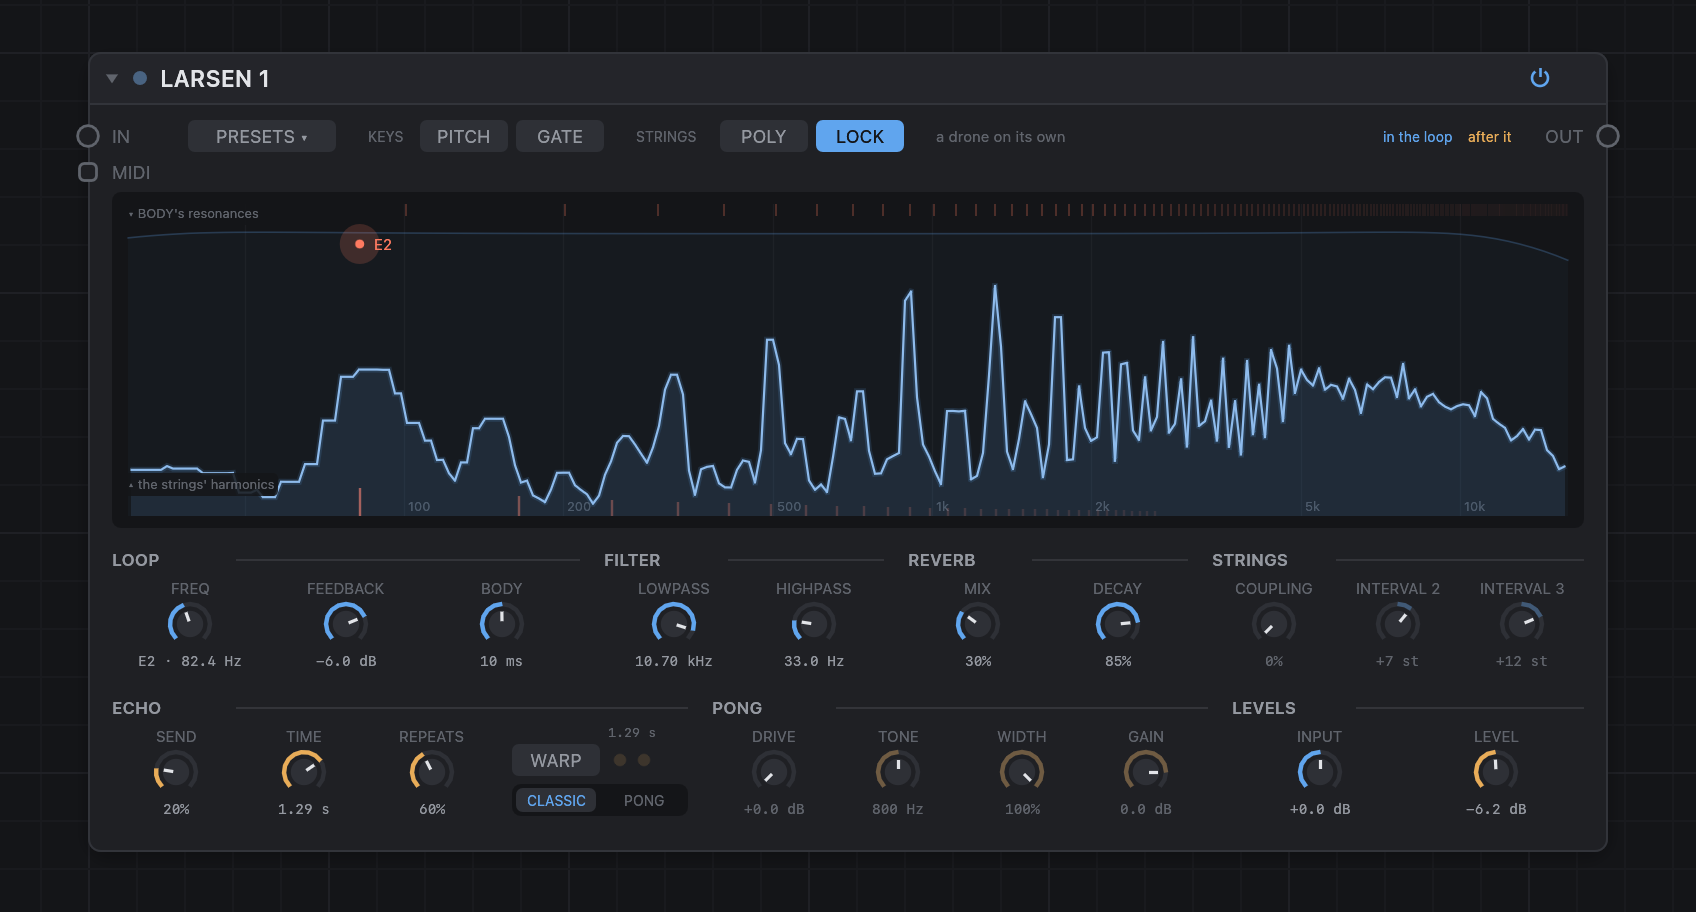 LARSEN 1
IN PRESETS ▾ KEYS PITCH GATE STRINGS POLY LOCK a drone on its own in the loop after it OUT
MIDI
▾ BODY's resonances
E2
▴ the strings' harmonics
100 200 500 1k 2k 5k 10k
LOOP FILTER REVERB STRINGS
FREQ FEEDBACK BODY LOWPASS HIGHPASS MIX DECAY COUPLING INTERVAL 2 INTERVAL 3
E2 · 82.4 Hz −6.0 dB 10 ms 10.70 kHz 33.0 Hz 30% 85% 0% +7 st +12 st
ECHO PONG LEVELS
SEND TIME REPEATS 1.29 s DRIVE TONE WIDTH GAIN INPUT LEVEL
WARP
CLASSIC PONG
20% 1.29 s 60% +0.0 dB 800 Hz 100% 0.0 dB +0.0 dB −6.2 dB